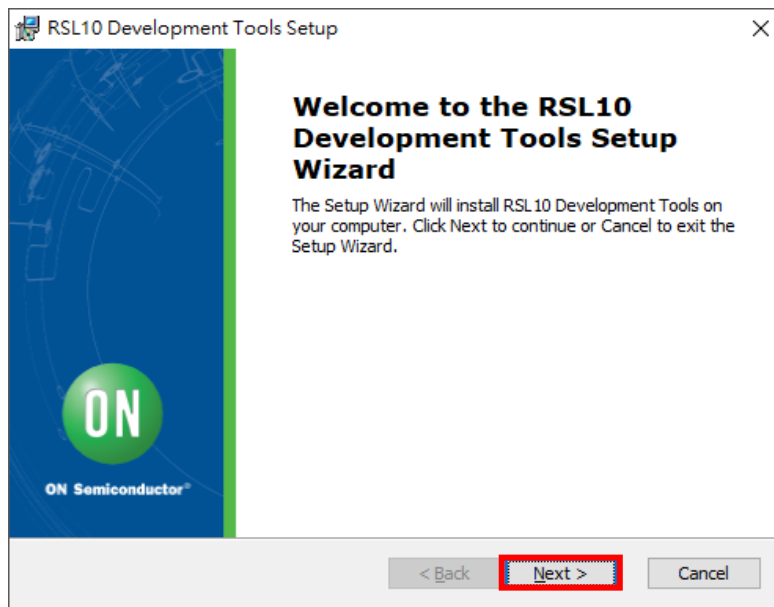 RSL10 Development Tools Setup
Welcome to the RSL10
Development Tools Setup
Wizard
The Setup Wizard will install RSL10 Development Tools on
your computer. Click Next to continue or Cancel to exit the
Setup Wizard.
ON
ON Semiconductor®
< Back
Next >
Cancel